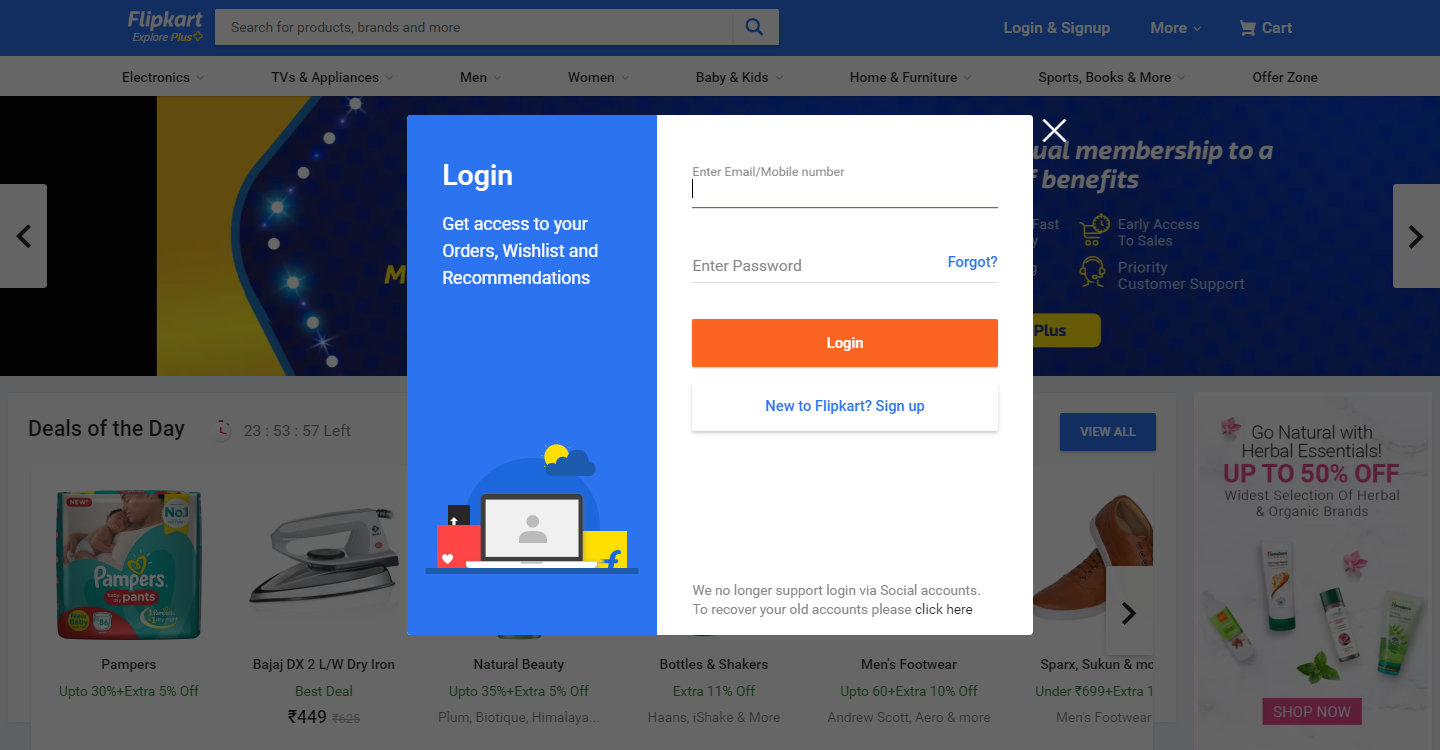 Flipkart
Explore Plus
Search for products, brands and more
Login & Signup
More
Cart
Electronics
TVs & Appliances
Men
Women
Baby & Kids
Home & Furniture
Sports, Books & More
Offer Zone
ual membership to a
f benefits
Fast
Early Access
To Sales
Priority
Customer Support
Plus
Login
Get access to your
Orders, Wishlist and
Recommendations
Enter Email/Mobile number
Enter Password
Forgot?
Login
New to Flipkart? Sign up
We no longer support login via Social accounts.
To recover your old accounts please click here
Deals of the Day
23 : 53 : 57 Left
VIEW ALL
NEW!
No.1
Pampers
baby-dry pants
86
Pampers
Upto 30%+Extra 5% Off
Bajaj DX 2 L/W Dry Iron
Best Deal
₹449 ₹625
Natural Beauty
Upto 35%+Extra 5% Off
Plum, Biotique, Himalaya...
Bottles & Shakers
Extra 11% Off
Haans, iShake & More
Men's Footwear
Upto 60+Extra 10% Off
Andrew Scott, Aero & more
Sparx, Sukun & mo
Under ₹699+Extra 1
Men's Footwear
Go Natural with
Herbal Essentials!
UP TO 50% OFF
Widest Selection Of Herbal
& Organic Brands
SHOP NOW